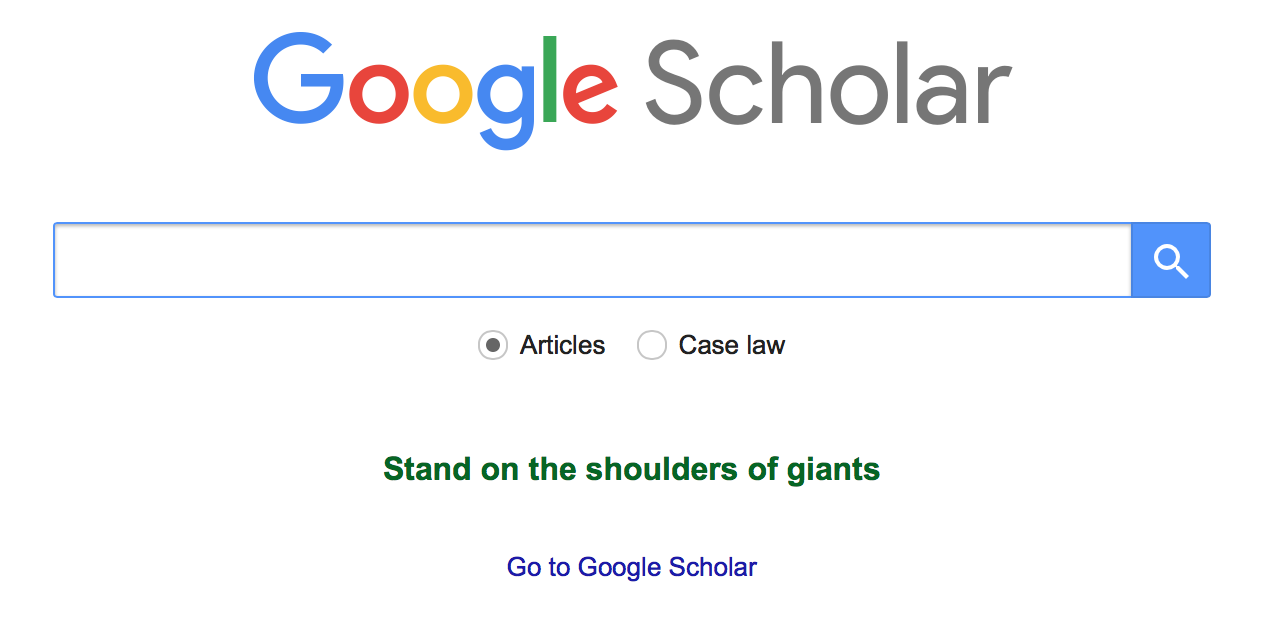 Google Scholar
Articles Case law
Stand on the shoulders of giants
Go to Google Scholar